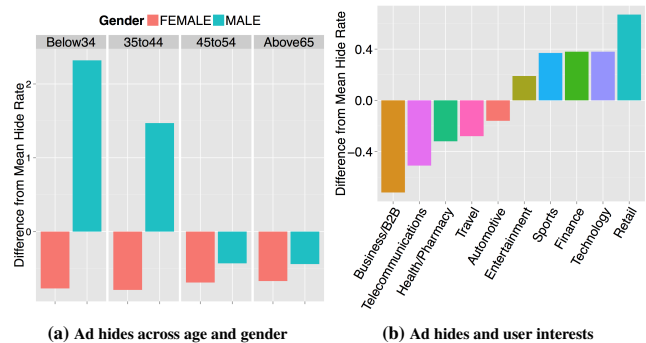 Gender FEMALE MALE
Below34 35to44 45to54 Above65
Difference from Mean Hide Rate
2
1
0
(a) Ad hides across age and gender
Difference from Mean Hide Rate
0.4
0.0
−0.4
Business/B2B
Telecommunications
Health/Pharmacy
Travel
Automotive
Entertainment
Sports
Finance
Technology
Retail
(b) Ad hides and user interests